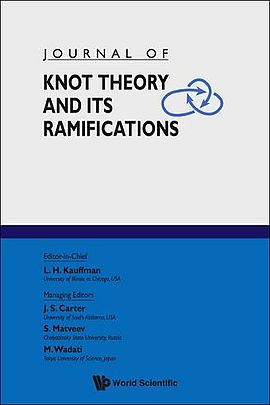 JOURNAL OF
KNOT THEORY
AND ITS
RAMIFICATIONS
Editor-in-Chief
L. H. Kauffman
University of Illinois at Chicago, USA
Managing Editors
J. S. Carter
University of South Alabama, USA
S. Matveev
Chelyabinsk State University, Russia
M. Wadati
Tokyo University of Science, Japan
World Scientific